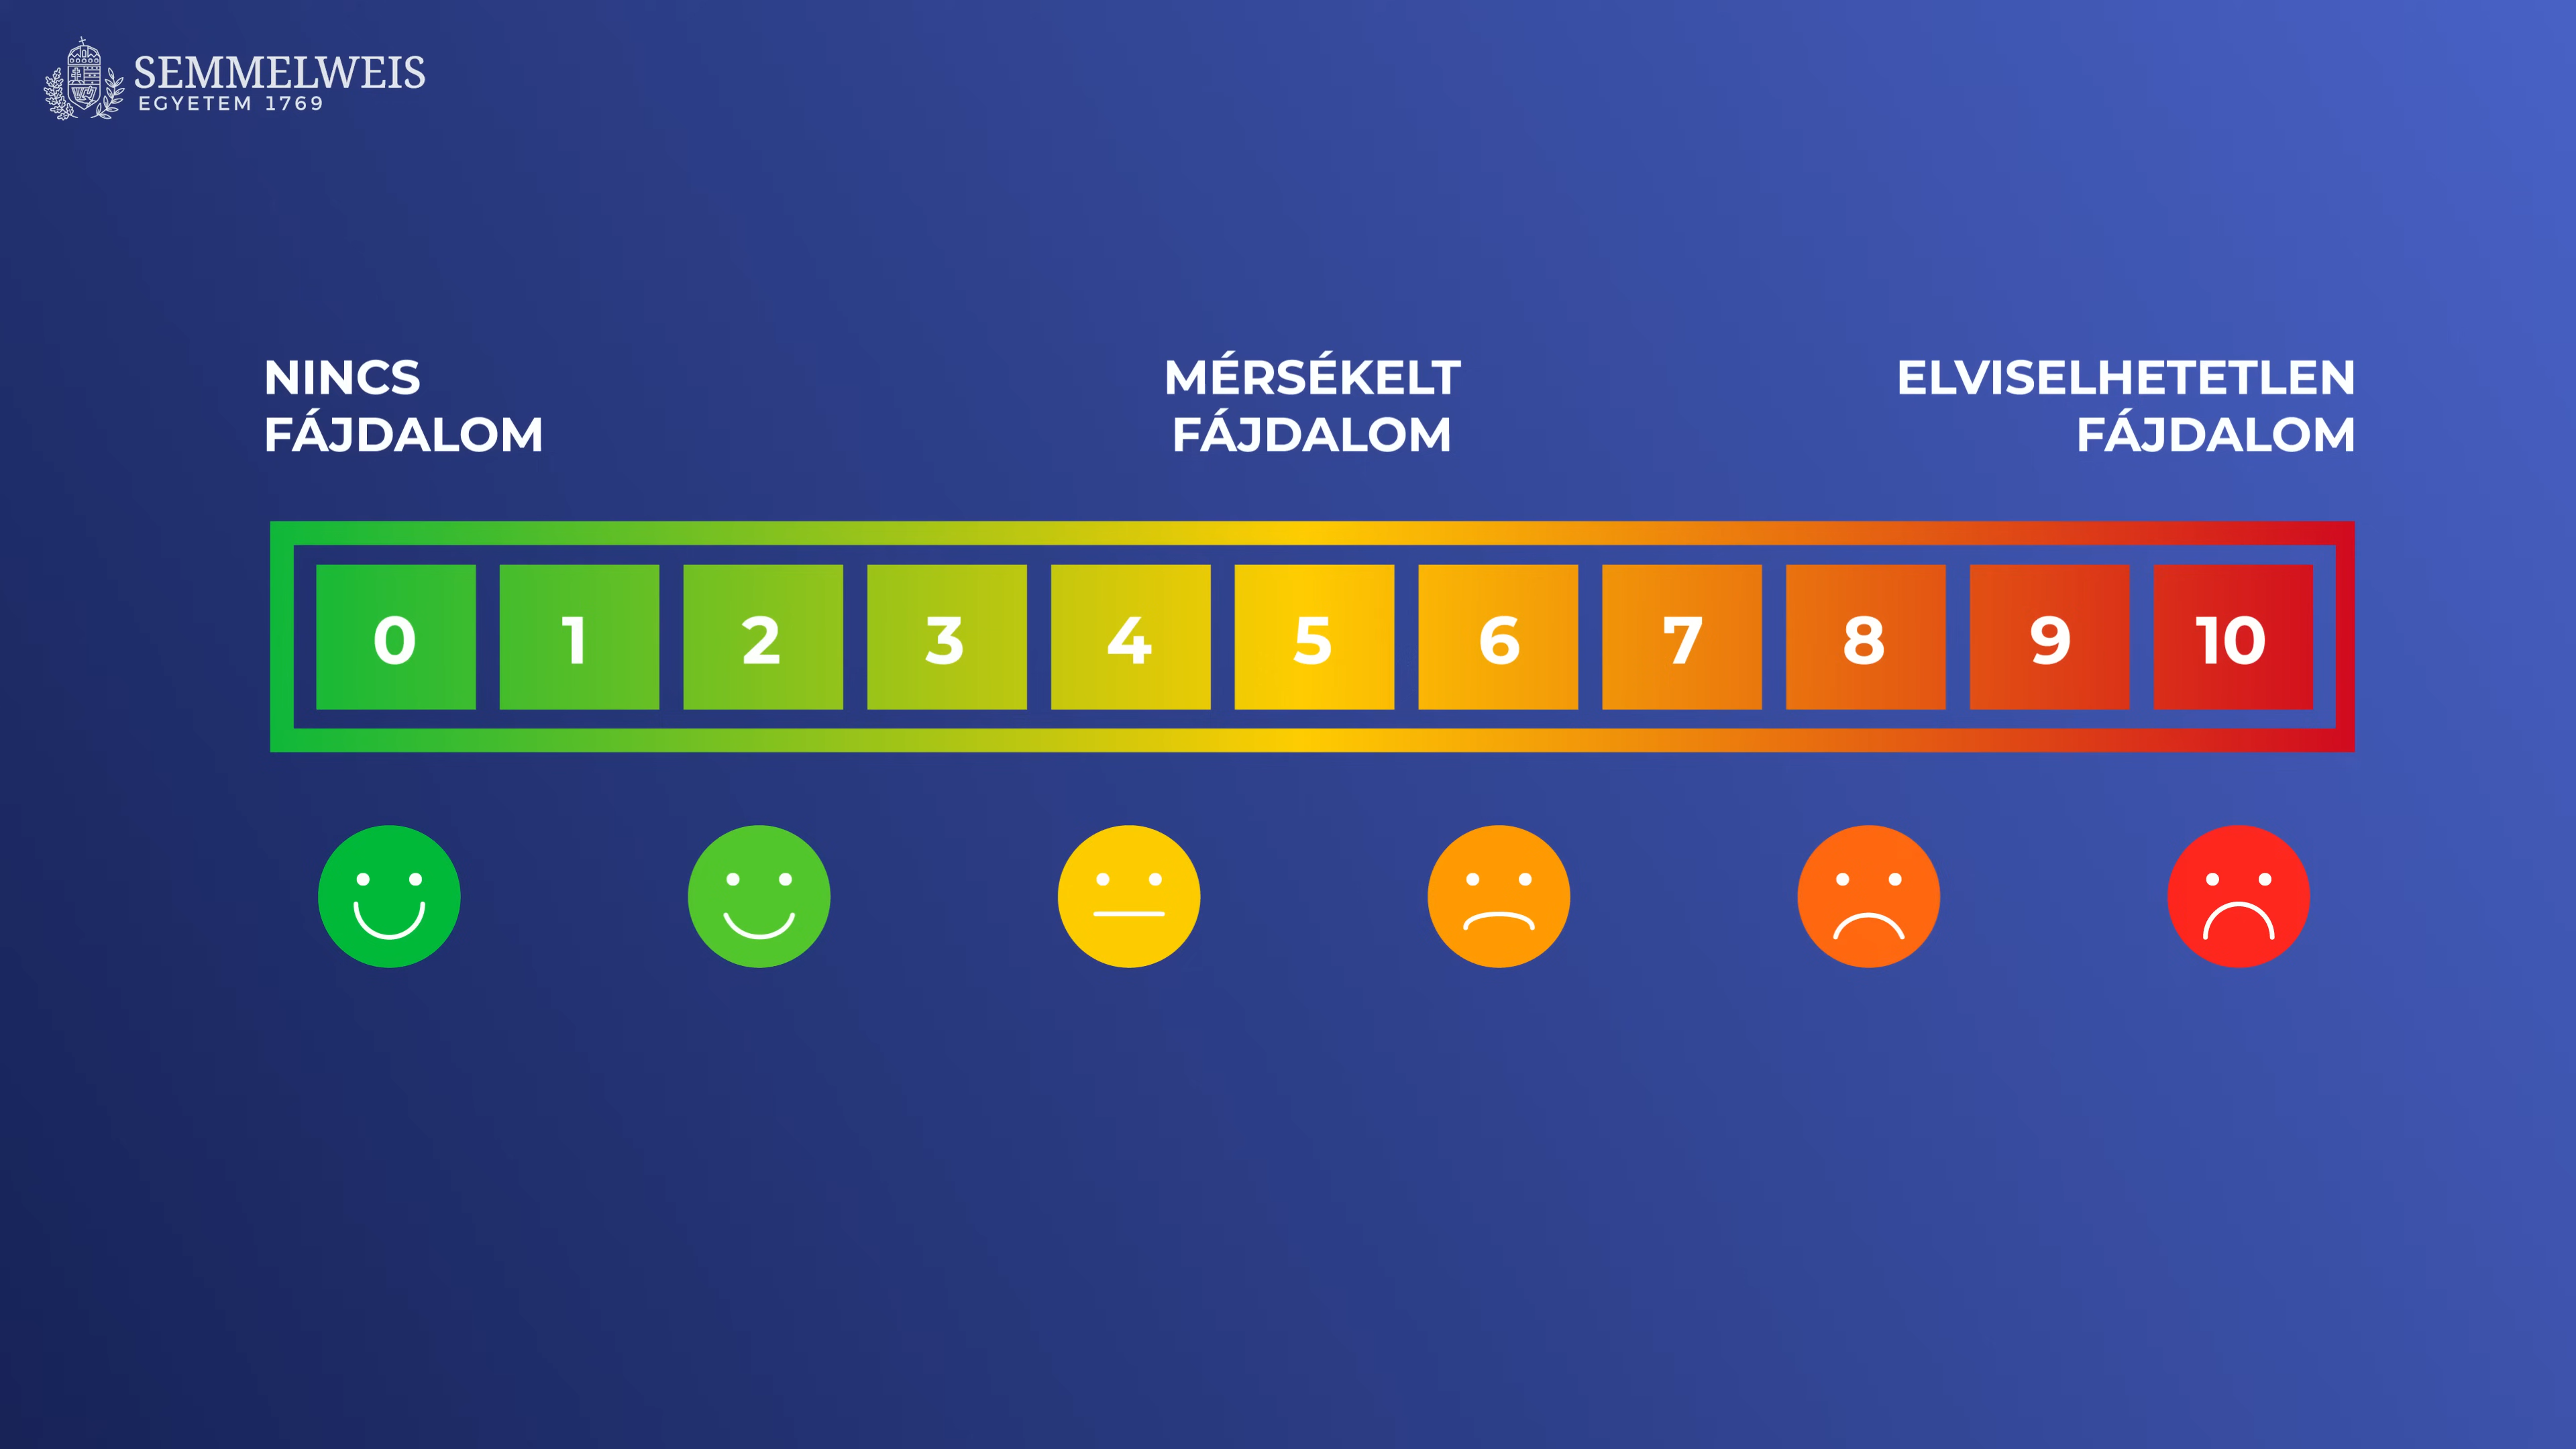 SEMMELWEIS
EGYETEM 1769
NINCS
FÁJDALOM
MÉRSÉKELT
FÁJDALOM
ELVISELHETETLEN
FÁJDALOM
0 1 2 3 4 5 6 7 8 9 10